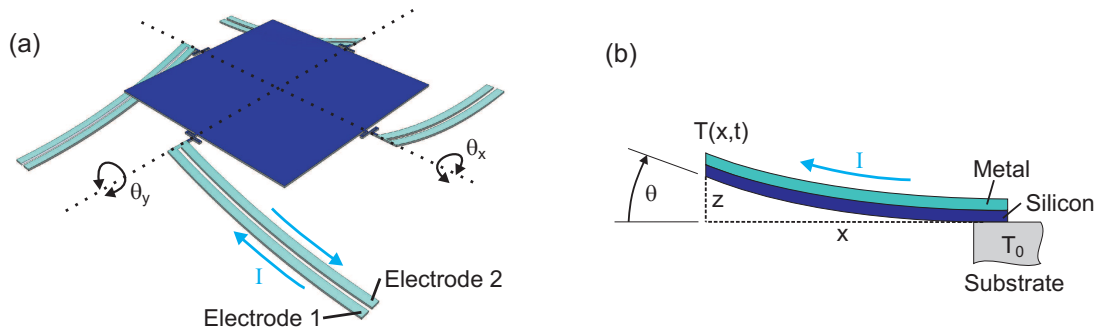 (a)
θx
θy
I
Electrode 2
Electrode 1
(b)
T(x,t)
I
Metal
Silicon
θ
z
x
T0
Substrate